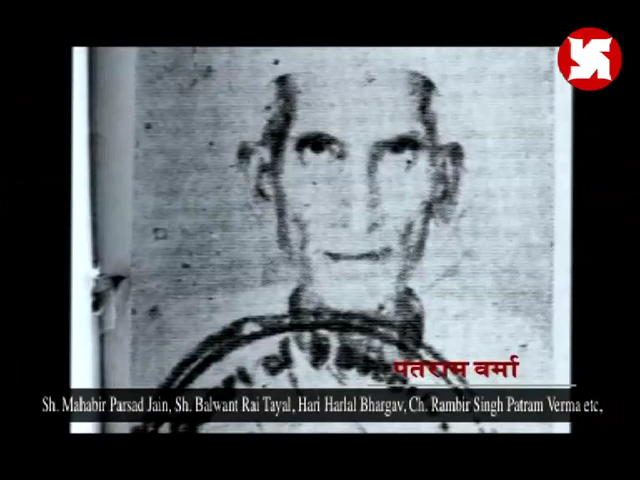 पतराम वर्मा
Sh. Mahabir Parsad Jain, Sh. Balwant Rai Tayal, Hari Harlal Bhargav, Ch. Rambir Singh Patram Verma etc,